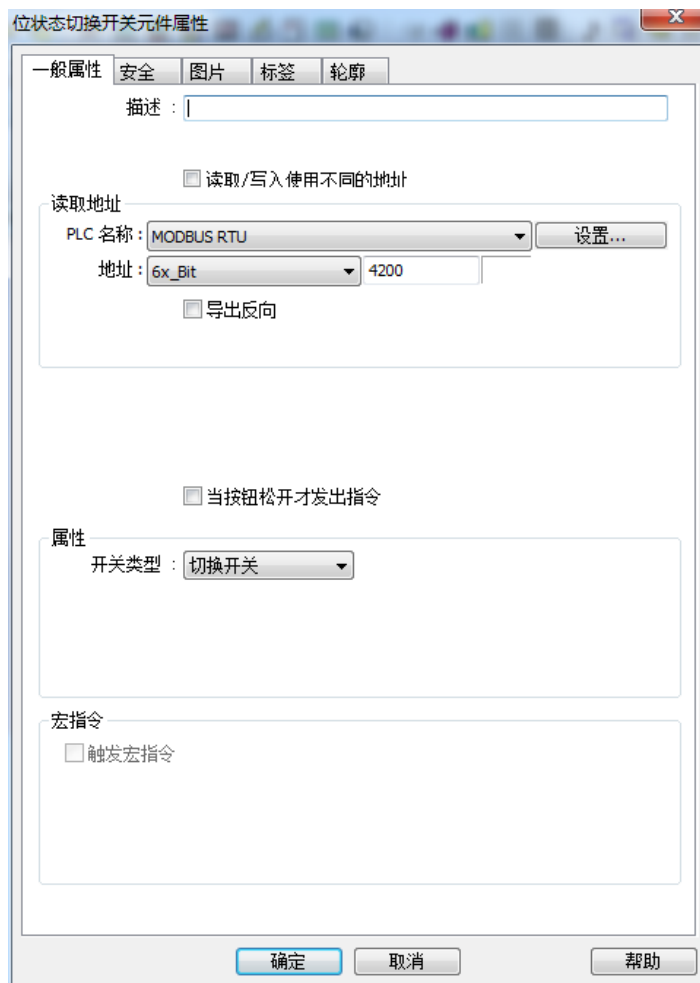 位状态切换开关元件属性
一般属性 安全 图片 标签 轮廓
描述 :
读取/写入使用不同的地址
读取地址
PLC 名称 : MODBUS RTU 设置...
地址 : 6x_Bit 4200
导出反向
当按钮松开才发出指令
属性
开关类型 : 切换开关
宏指令
触发宏指令
确定 取消 帮助